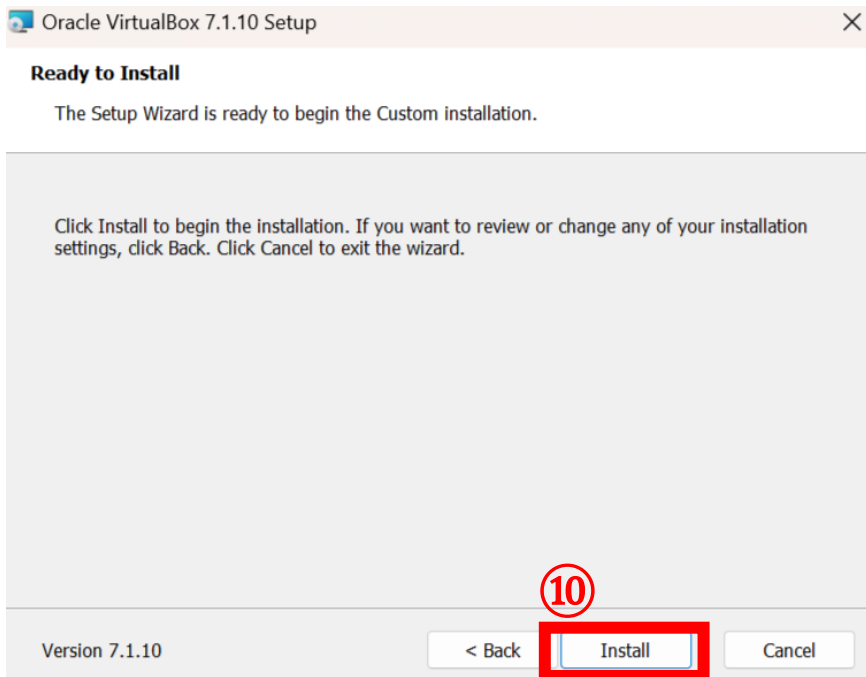 Oracle VirtualBox 7.1.10 Setup
Ready to Install
The Setup Wizard is ready to begin the Custom installation.
Click Install to begin the installation. If you want to review or change any of your installation
settings, click Back. Click Cancel to exit the wizard.
⑩
Version 7.1.10 < Back Install Cancel